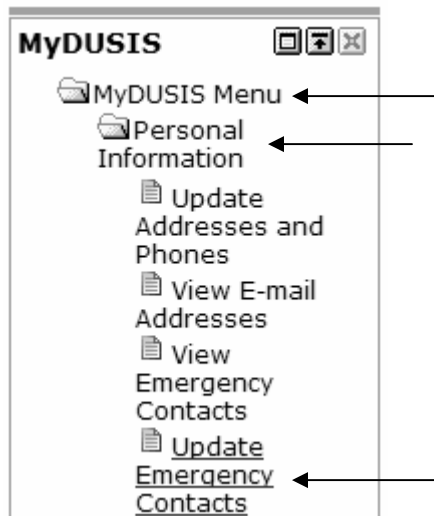 MyDUSIS
MyDUSIS Menu
Personal
Information
Update
Addresses and
Phones
View E-mail
Addresses
View
Emergency
Contacts
Update
Emergency
Contacts